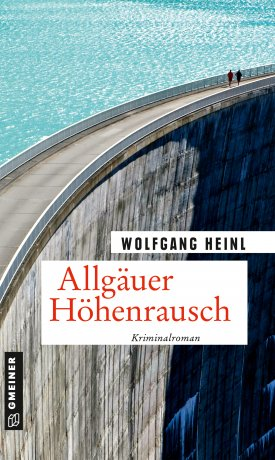 WOLFGANG HEINL
Allgäuer
Höhenrausch
Kriminalroman
GMEINER